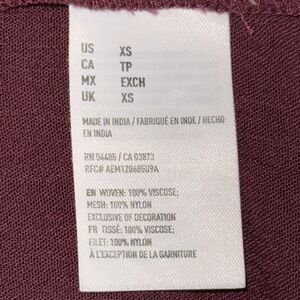 US XS
CA TP
MX EXCH
UK XS
MADE IN INDIA / FABRIQUÉ EN INDE / HECHO
EN INDIA
RN 54485 / CA 03873
RFC# AEM1206805U9A
EN WOVEN: 100% VISCOSE;
MESH: 100% NYLON
EXCLUSIVE OF DECORATION
FR TISSÉ: 100% VISCOSE;
FILET: 100% NYLON
À L'EXCEPTION DE LA GARNITURE